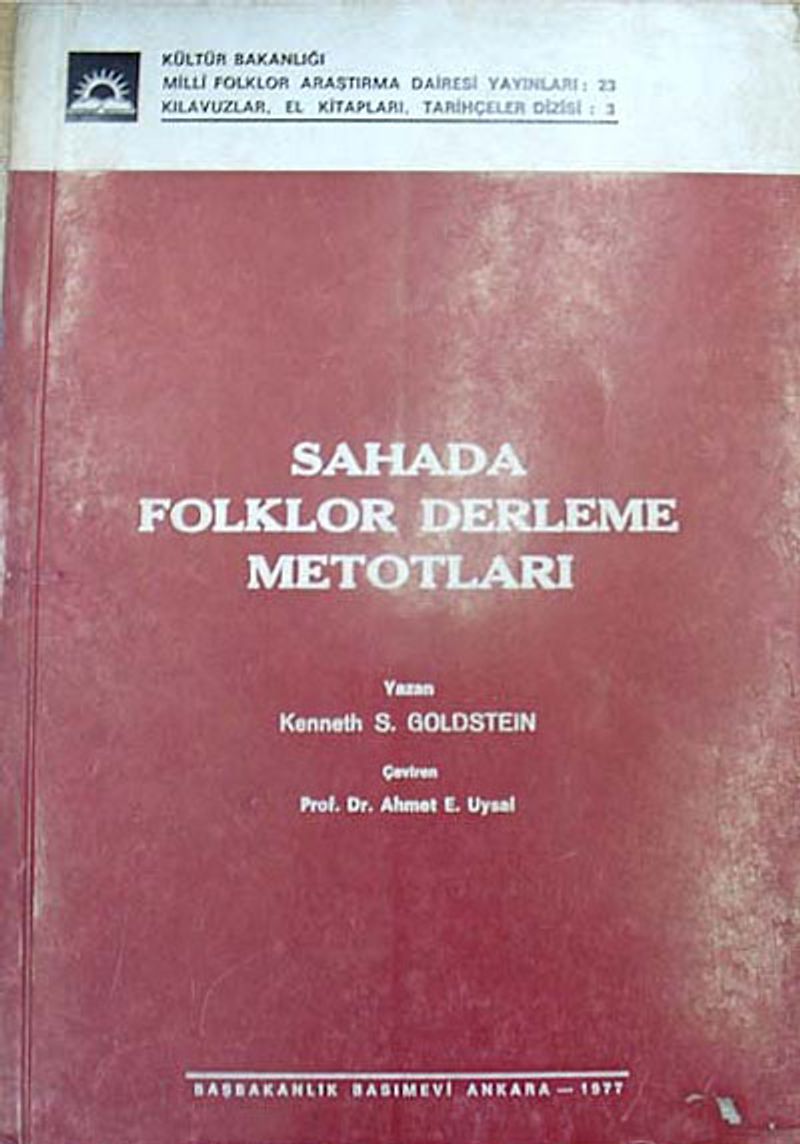 KÜLTÜR BAKANLIĞI
MİLLİ FOLKLOR ARAŞTIRMA DAİRESİ YAYINLARI: 23
KILAVUZLAR, EL KİTAPLARI, TARİHÇELER DİZİSİ : 3
SAHADA
FOLKLOR DERLEME
METOTLARI
Yazan
Kenneth S. GOLDSTEIN
Çeviren
Prof. Dr. Ahmet E. Uysal
BAŞBAKANLIK BASIMEVİ ANKARA — 1977